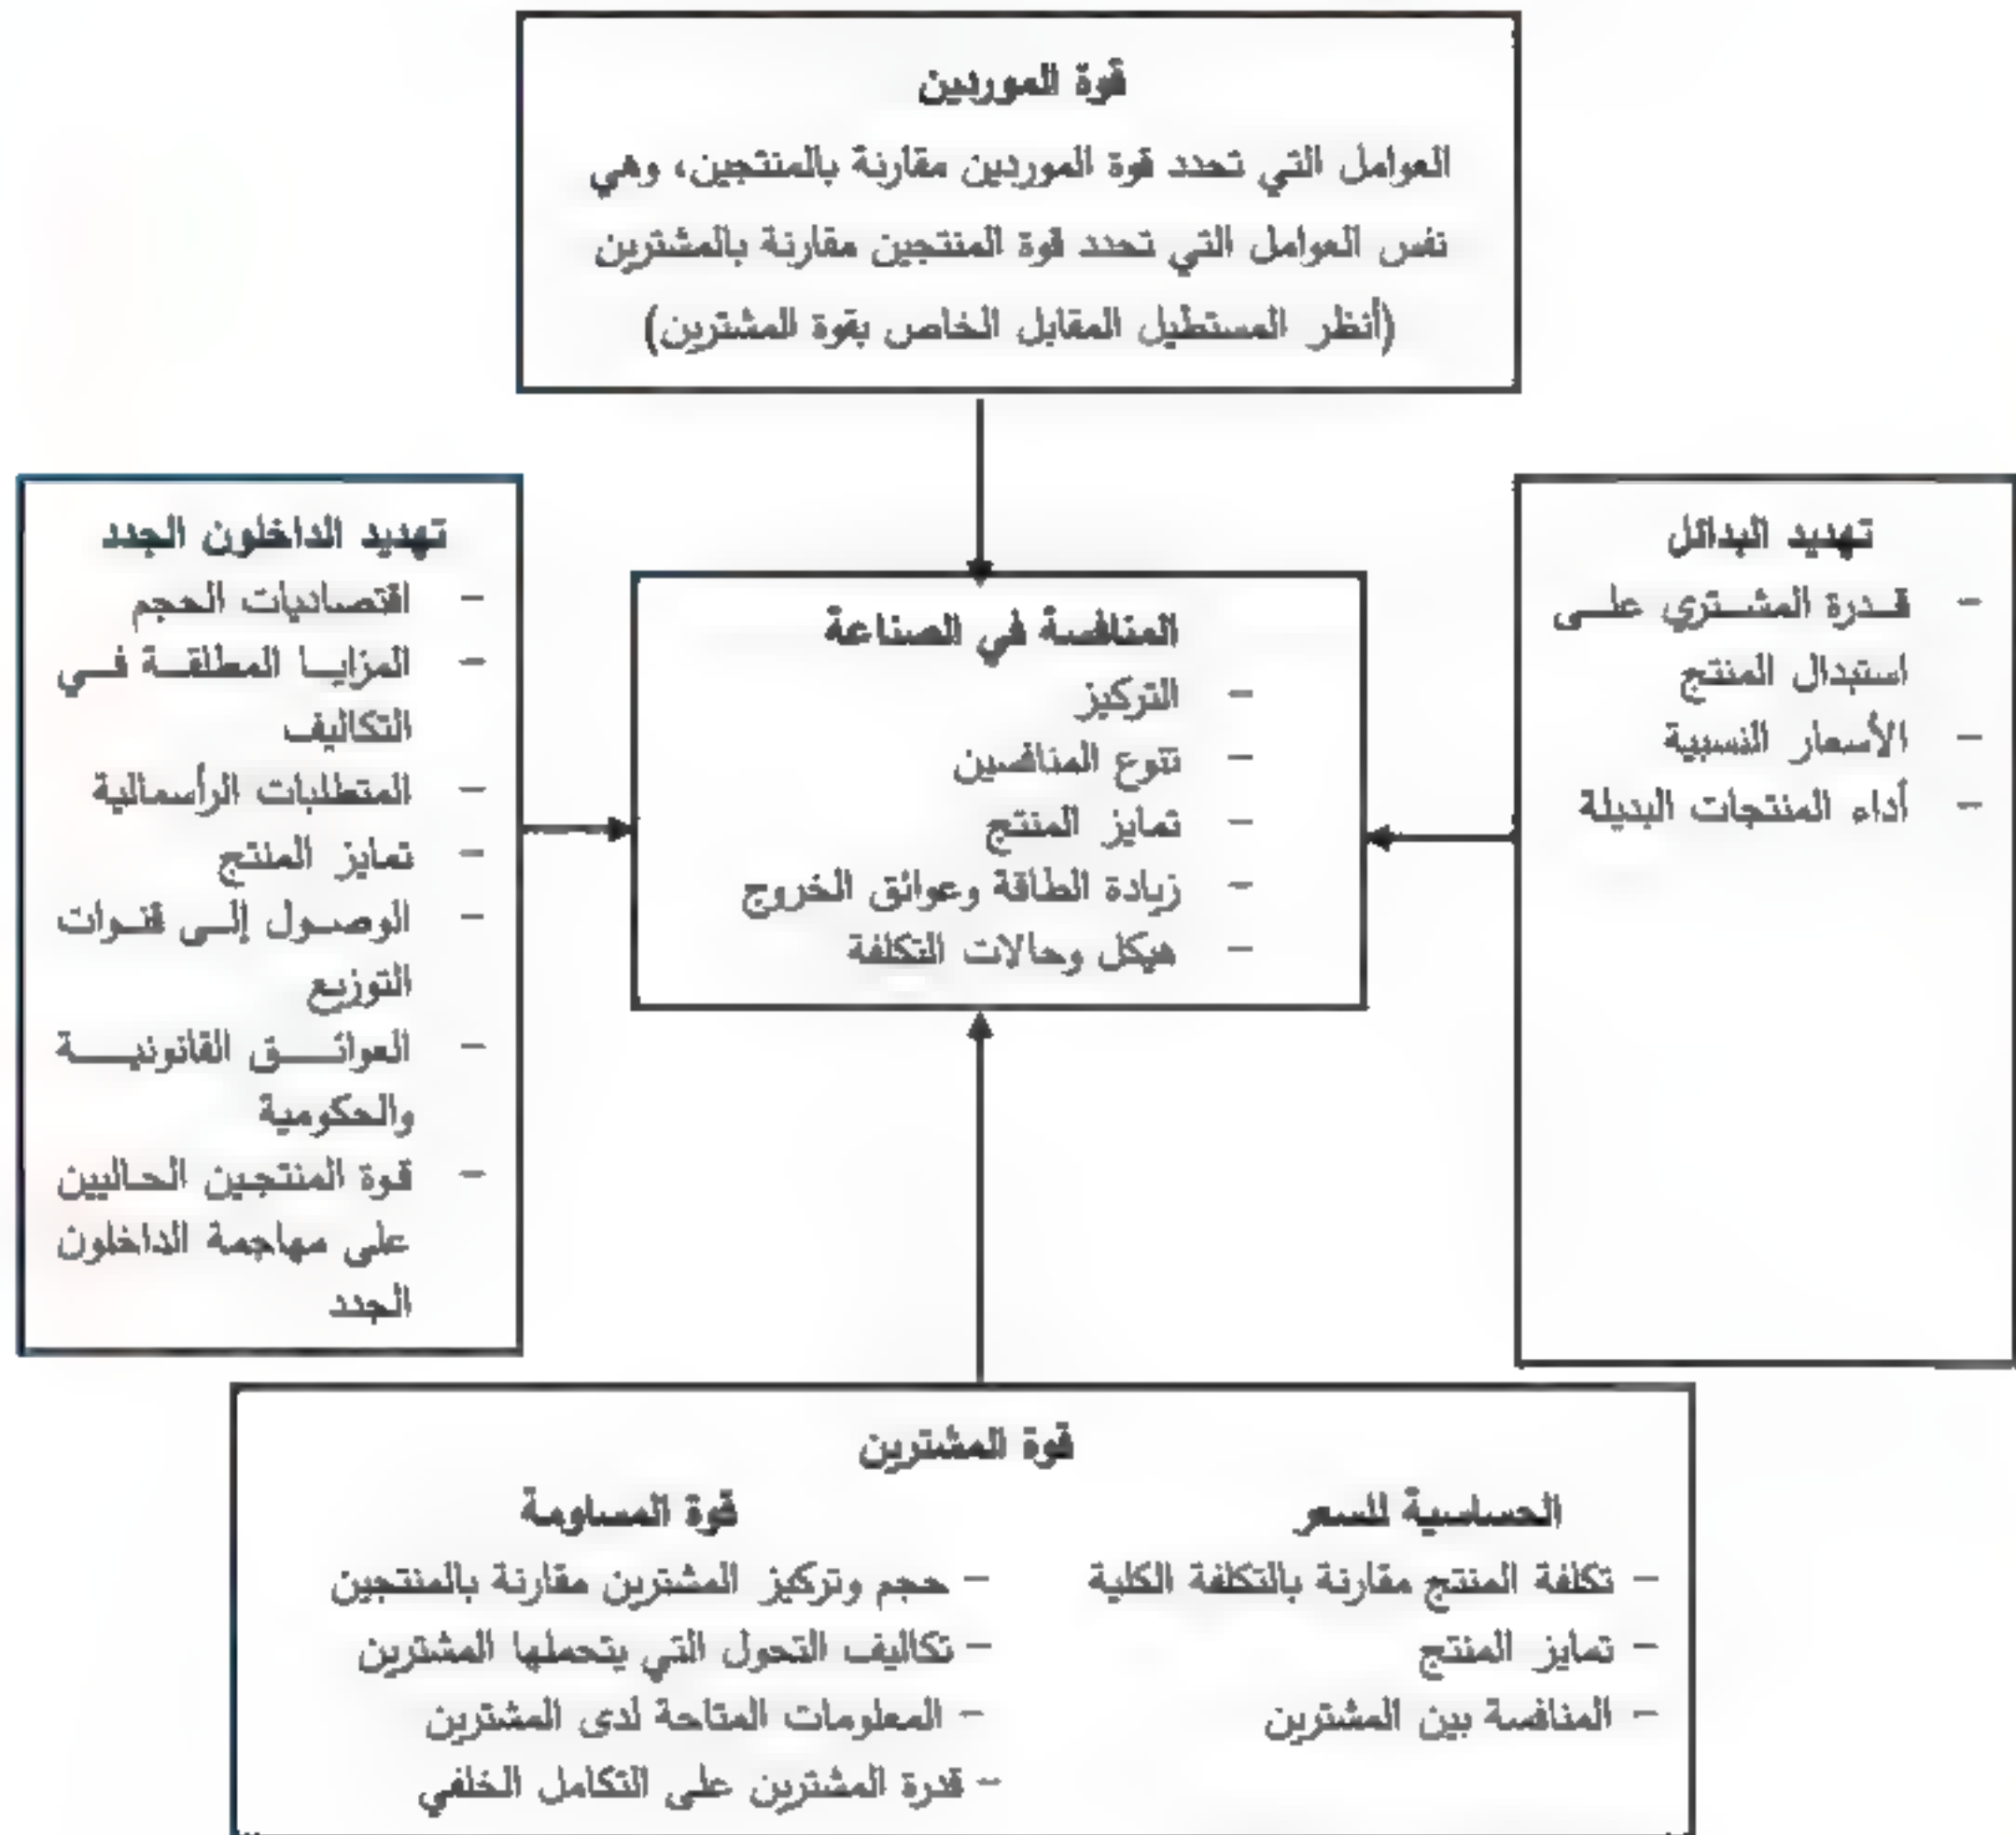 قوة الموردين
العوامل التي تحدد قوة الموردين مقارنة بالمنتجين، وهي
نفس العوامل التي تحدد قوة المنتجين مقارنة بالمشترين
(أنظر المستطيل المقابل الخاص بقوة المشترين)
تهديد البدائل
- قدرة المشتري على
استبدال المنتج
- الأسعار النسبية
- أداء المنتجات البديلة
المنافسة في الصناعة
- التركيز
- تنوع المنافسين
- تمايز المنتج
- زيادة الطاقة وعوائق الخروج
- هيكل وحالات التكلفة
تهديد الداخلون الجدد
- اقتصاديات الحجم
- المزايا المطلقة في
التكاليف
- المتطلبات الرأسمالية
- تمايز المنتج
- الوصول إلى قنوات
التوزيع
- العوائق القانونية
والحكومية
- قوة المنتجين الحاليين
على مهاجمة الداخلون
الجدد
قوة المشترين
الحساسية للسعر
- تكلفة المنتج مقارنة بالتكلفة الكلية
- تمايز المنتج
- المنافسة بين المشترين
قوة المساومة
- حجم وتركيز المشترين مقارنة بالمنتجين
- تكاليف التحول التي يتحملها المشترين
- المعلومات المتاحة لدى المشترين
- قدرة المشترين على التكامل الخلفي